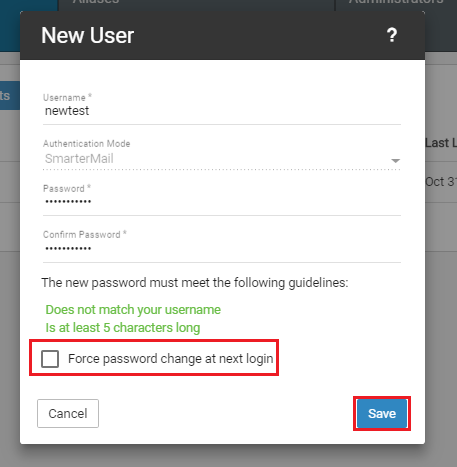 Aliases
Administrators
New User
?
ts
Username *
newtest
Last L
Authentication Mode
SmarterMail
Oct 31
Password *
•••••••••••
Confirm Password *
•••••••••••
The new password must meet the following guidelines:
Does not match your username
Is at least 5 characters long
Force password change at next login
Cancel
Save